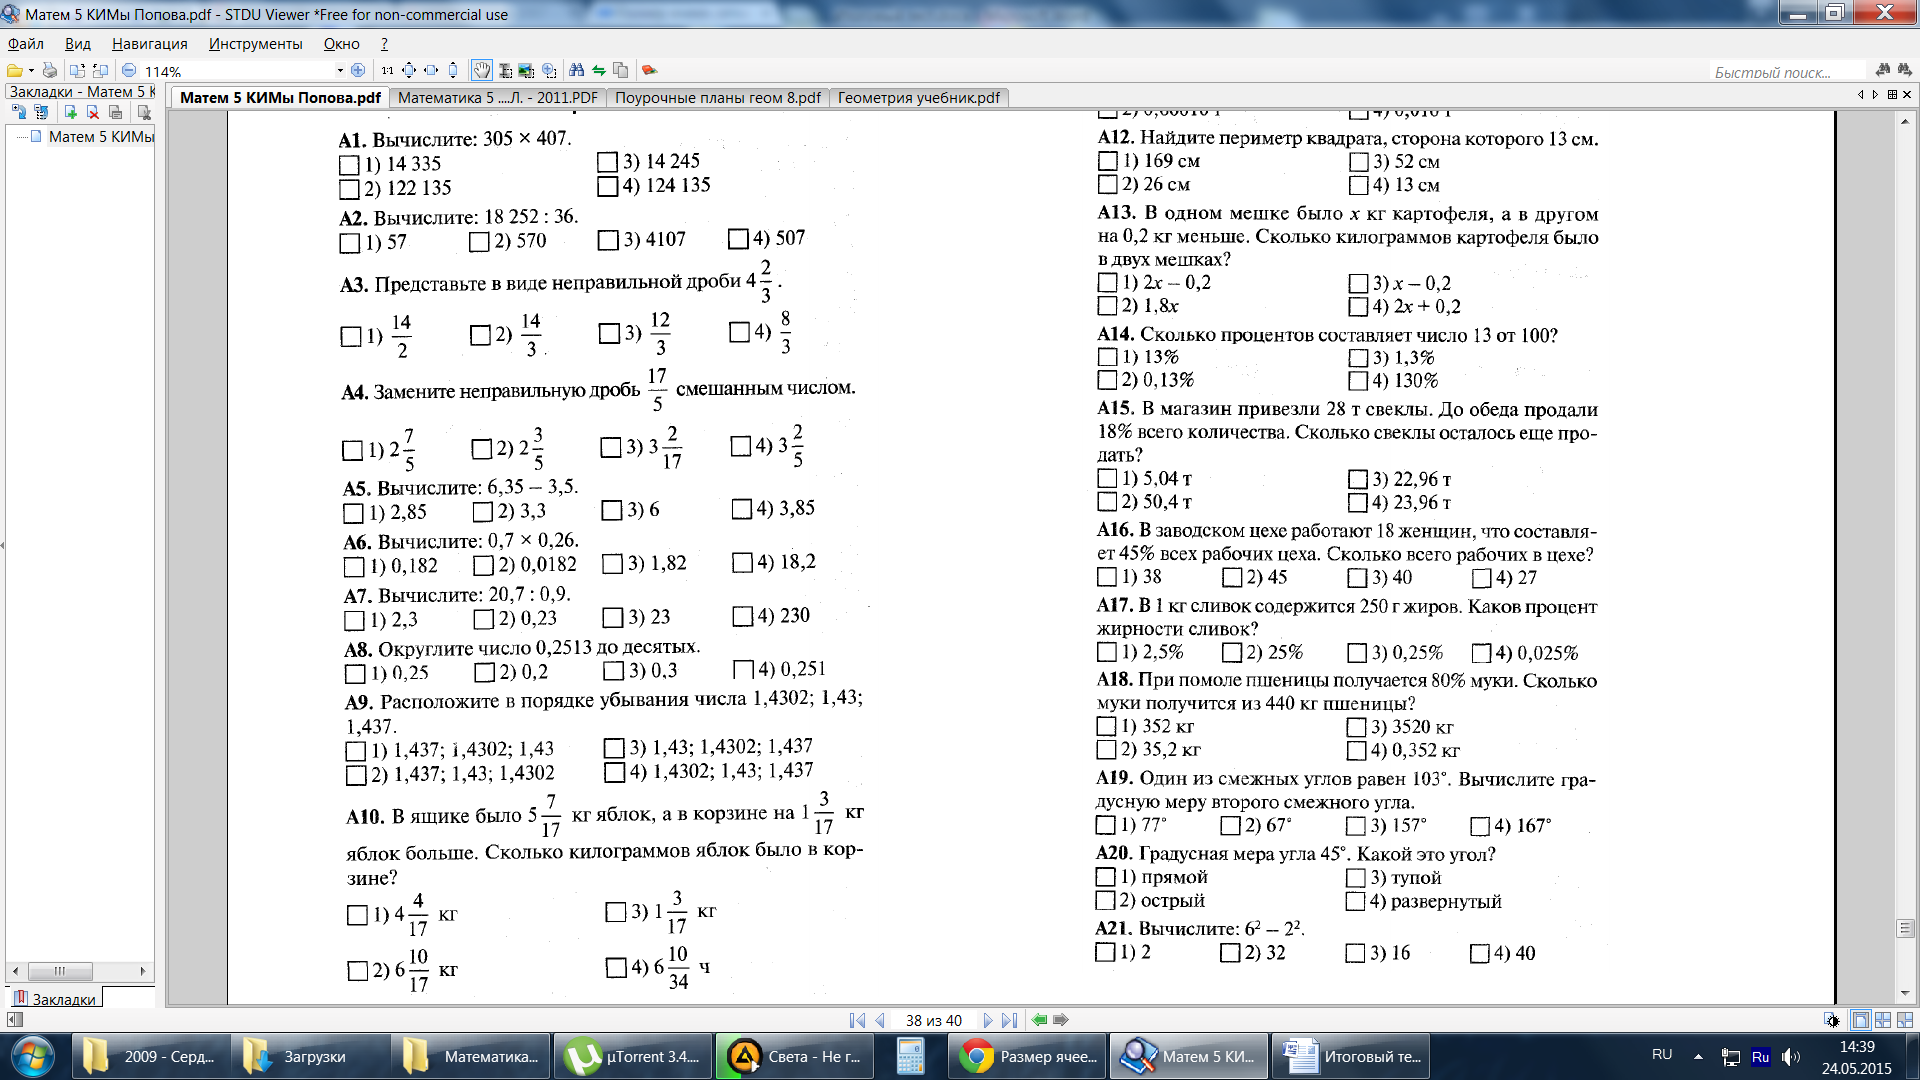 Матем 5 КИМы Попова.pdf - STDU Viewer *Free for non-commercial use
Файл Вид Навигация Инструменты Окно ?
114%
1:1
Быстрый поиск...
Закладки - Матем 5 К
Матем 5 КИМы Попова.pdf
Математика 5 ....Л. - 2011.PDF
Поурочные планы геом 8.pdf
Геометрия учебник.pdf
Матем 5 КИМы
А1. Вычислите: 305 × 407.
1) 14 335 3) 14 245
2) 122 135 4) 124 135
А2. Вычислите: 18 252 : 36.
1) 57 2) 570 3) 4107 4) 507
А3. Представьте в виде неправильной дроби 4 2/3.
1) 14/2 2) 14/3 3) 12/3 4) 8/3
А4. Замените неправильную дробь 17/5 смешанным числом.
1) 2 7/5 2) 2 3/5 3) 3 2/17 4) 3 2/5
А5. Вычислите: 6,35 – 3,5.
1) 2,85 2) 3,3 3) 6 4) 3,85
А6. Вычислите: 0,7 × 0,26.
1) 0,182 2) 0,0182 3) 1,82 4) 18,2
А7. Вычислите: 20,7 : 0,9.
1) 2,3 2) 0,23 3) 23 4) 230
А8. Округлите число 0,2513 до десятых.
1) 0,25 2) 0,2 3) 0,3 4) 0,251
А9. Расположите в порядке убывания числа 1,4302; 1,43;
1,437.
1) 1,437; 1,4302; 1,43 3) 1,43; 1,4302; 1,437
2) 1,437; 1,43; 1,4302 4) 1,4302; 1,43; 1,437
А10. В ящике было 5 7/17 кг яблок, а в корзине на 1 3/17 кг
яблок больше. Сколько килограммов яблок было в кор-
зине?
1) 4 4/17 кг 3) 1 3/17 кг
2) 6 10/17 кг 4) 6 10/34 ч
А12. Найдите периметр квадрата, сторона которого 13 см.
1) 169 см 3) 52 см
2) 26 см 4) 13 см
А13. В одном мешке было x кг картофеля, а в другом
на 0,2 кг меньше. Сколько килограммов картофеля было
в двух мешках?
1) 2x – 0,2 3) x – 0,2
2) 1,8x 4) 2x + 0,2
А14. Сколько процентов составляет число 13 от 100?
1) 13% 3) 1,3%
2) 0,13% 4) 130%
А15. В магазин привезли 28 т свеклы. До обеда продали
18% всего количества. Сколько свеклы осталось еще про-
дать?
1) 5,04 т 3) 22,96 т
2) 50,4 т 4) 23,96 т
А16. В заводском цехе работают 18 женщин, что составля-
ет 45% всех рабочих цеха. Сколько всего рабочих в цехе?
1) 38 2) 45 3) 40 4) 27
А17. В 1 кг сливок содержится 250 г жиров. Каков процент
жирности сливок?
1) 2,5% 2) 25% 3) 0,25% 4) 0,025%
А18. При помоле пшеницы получается 80% муки. Сколько
муки получится из 440 кг пшеницы?
1) 352 кг 3) 3520 кг
2) 35,2 кг 4) 0,352 кг
А19. Один из смежных углов равен 103°. Вычислите гра-
дусную меру второго смежного угла.
1) 77° 2) 67° 3) 157° 4) 167°
А20. Градусная мера угла 45°. Какой это угол?
1) прямой 3) тупой
2) острый 4) развернутый
А21. Вычислите: 6² – 2².
1) 2 2) 32 3) 16 4) 40
Закладки
38 из 40
2009 - Серд...
Загрузки
Математика...
µTorrent 3.4....
Света - Не г...
Размер ячее...
Матем 5 КИ...
Итоговый те...
RU
Ru
14:39
24.05.2015